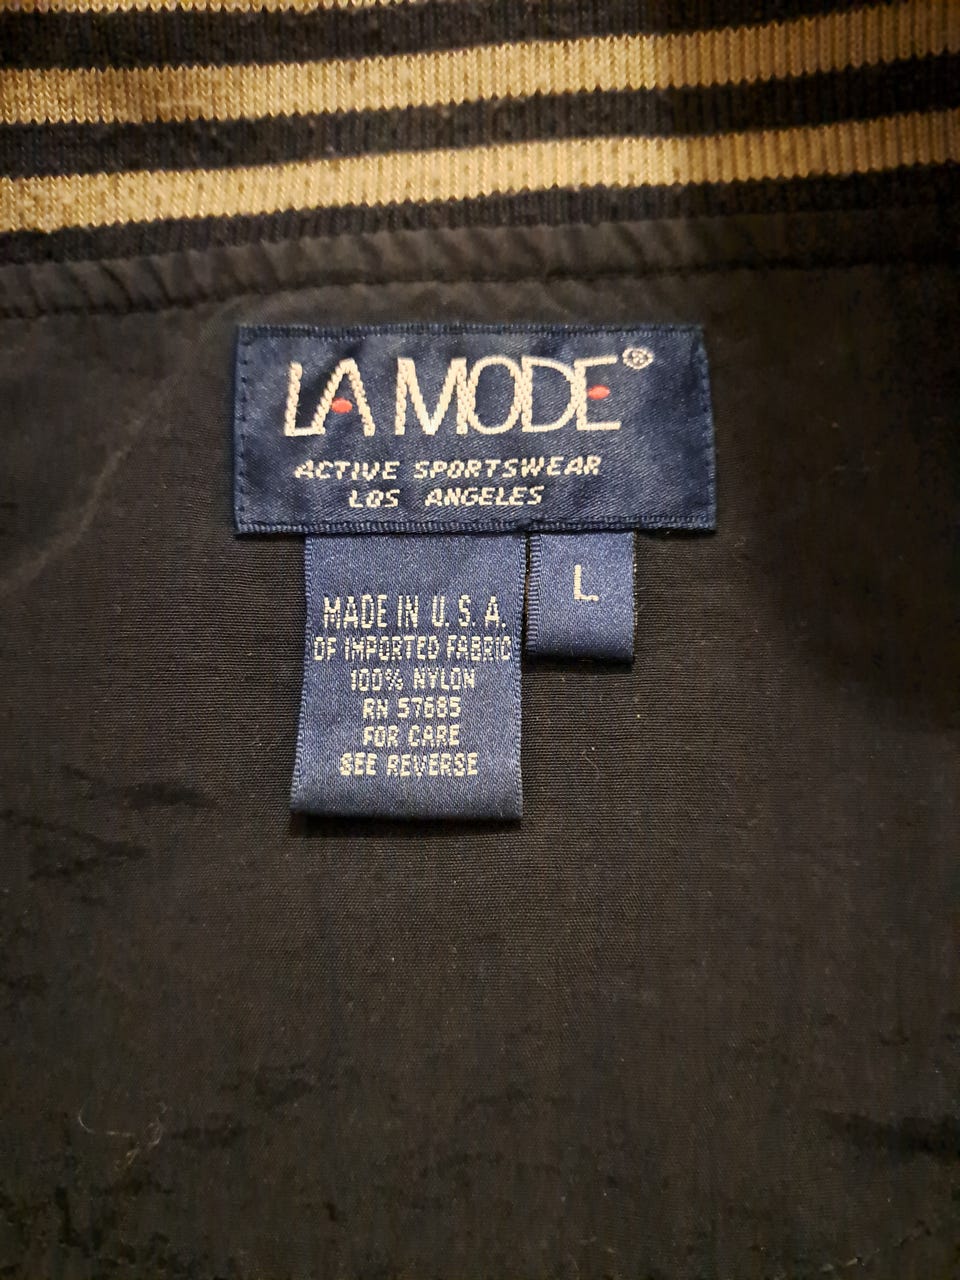 LA MODE®
ACTIVE SPORTSWEAR
LOS ANGELES
L
MADE IN U.S.A.
OF IMPORTED FABRIC
100% NYLON
RN 57685
FOR CARE
SEE REVERSE